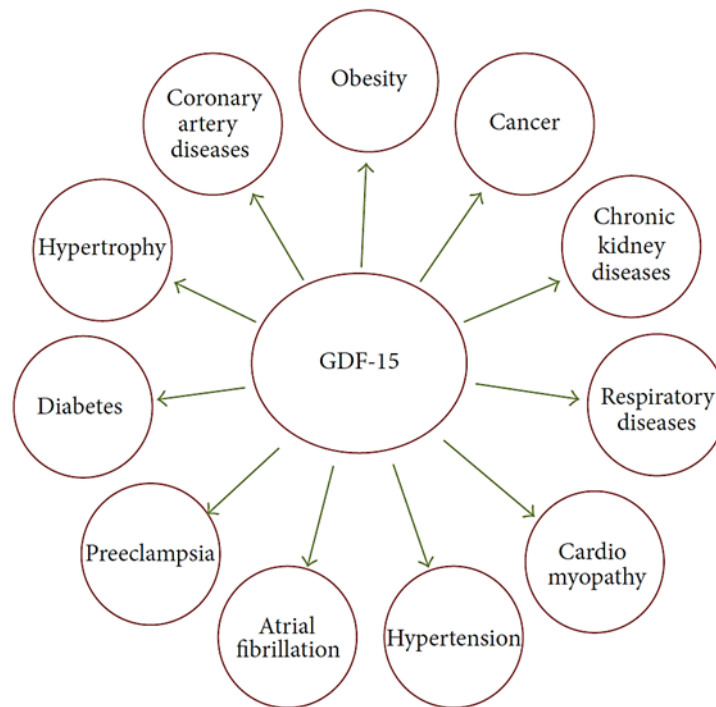 Obesity
Coronary
artery
diseases
Cancer
Chronic
kidney
diseases
Hypertrophy
GDF-15
Diabetes
Respiratory
diseases
Preeclampsia
Cardio
myopathy
Atrial
fibrillation
Hypertension